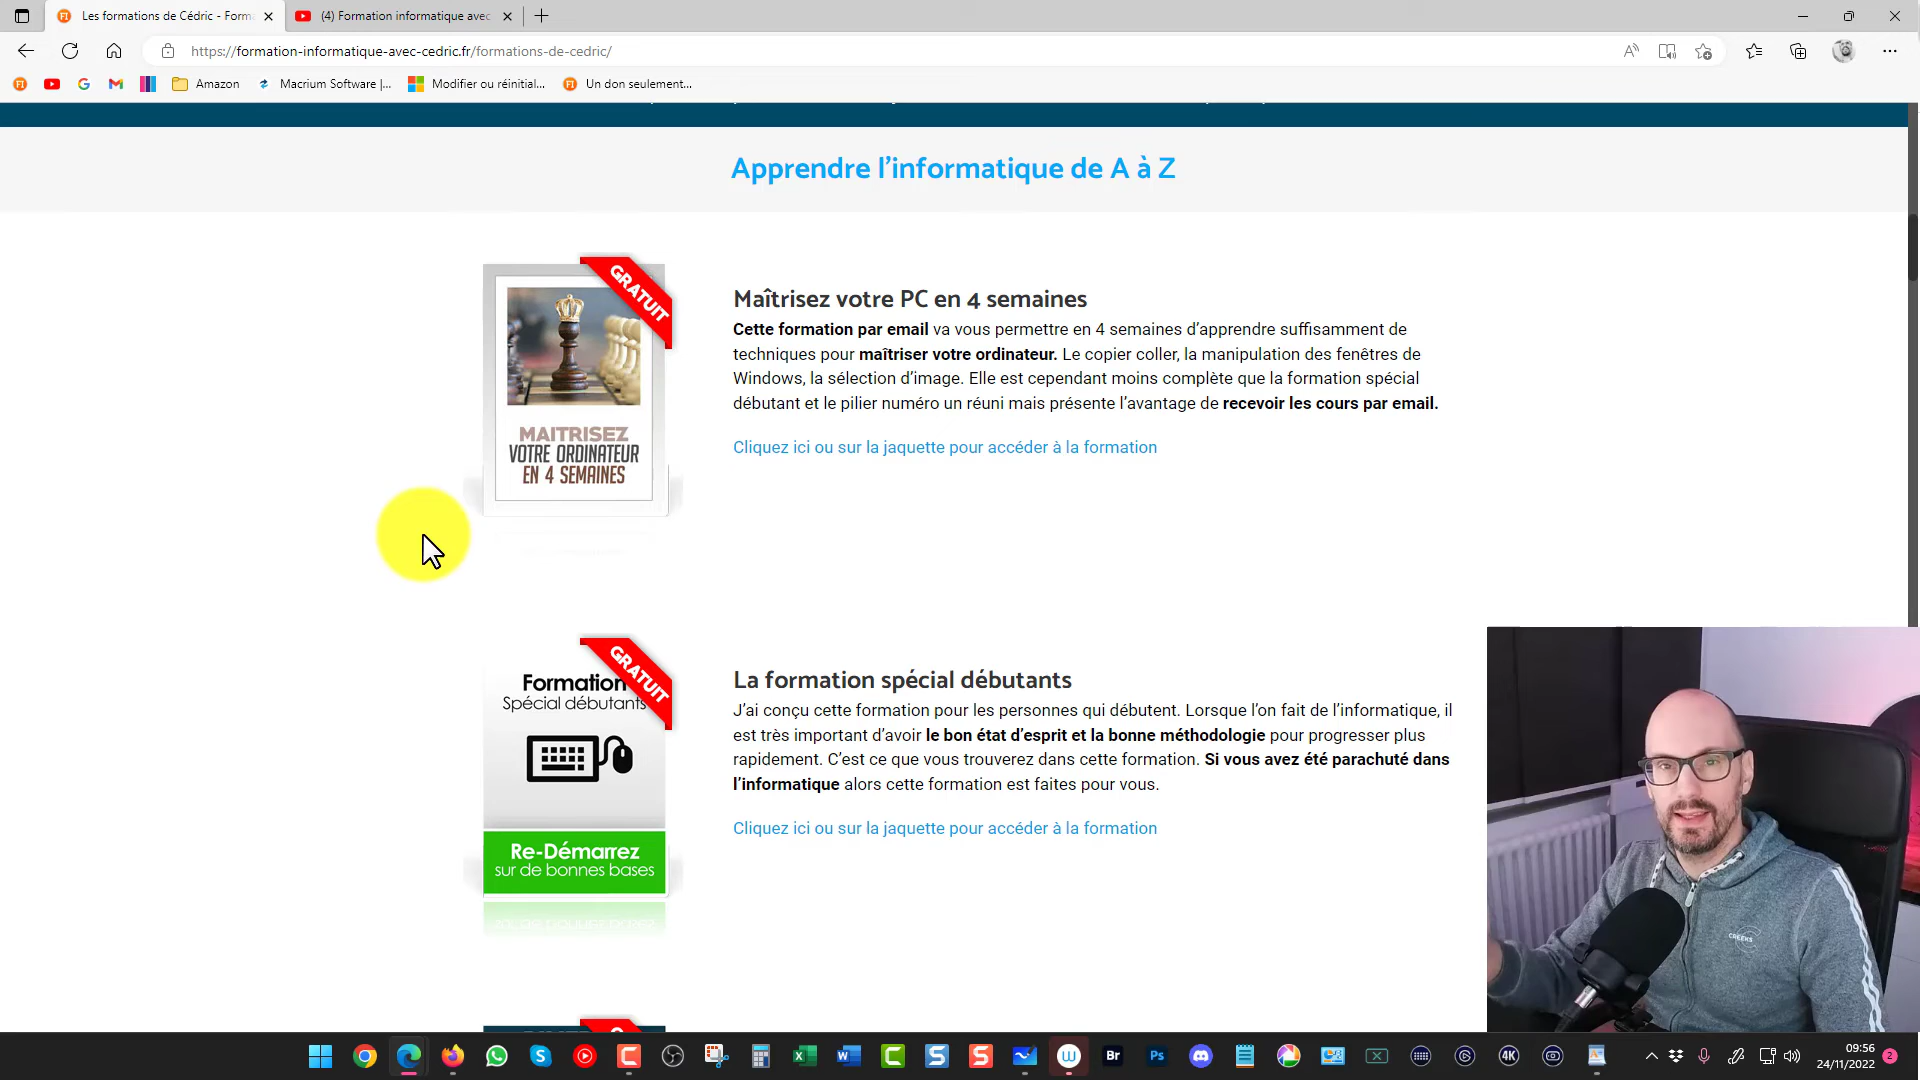 Les formations de Cédric - Form
(4) Formation informatique avec
https://formation-informatique-avec-cedric.fr/formations-de-cedric/
Amazon
Macrium Software |...
Modifier ou réinitial...
Un don seulement...
Apprendre l'informatique de A à Z
GRATUIT
MAITRISEZ
VOTRE ORDINATEUR
EN 4 SEMAINES
Maîtrisez votre PC en 4 semaines
Cette formation par email va vous permettre en 4 semaines d'apprendre suffisamment de
techniques pour maîtriser votre ordinateur. Le copier coller, la manipulation des fenêtres de
Windows, la sélection d'image. Elle est cependant moins complète que la formation spécial
débutant et le pilier numéro un réuni mais présente l'avantage de recevoir les cours par email.
Cliquez ici ou sur la jaquette pour accéder à la formation
GRATUIT
Formation
Spécial débutants
Re-Démarrez
sur de bonnes bases
La formation spécial débutants
J'ai conçu cette formation pour les personnes qui débutent. Lorsque l'on fait de l'informatique, il
est très important d'avoir le bon état d'esprit et la bonne méthodologie pour progresser plus
rapidement. C'est ce que vous trouverez dans cette formation. Si vous avez été parachuté dans
l'informatique alors cette formation est faites pour vous.
Cliquez ici ou sur la jaquette pour accéder à la formation
CREEKS
Br
Ps
4K
09:56
24/11/2022
2